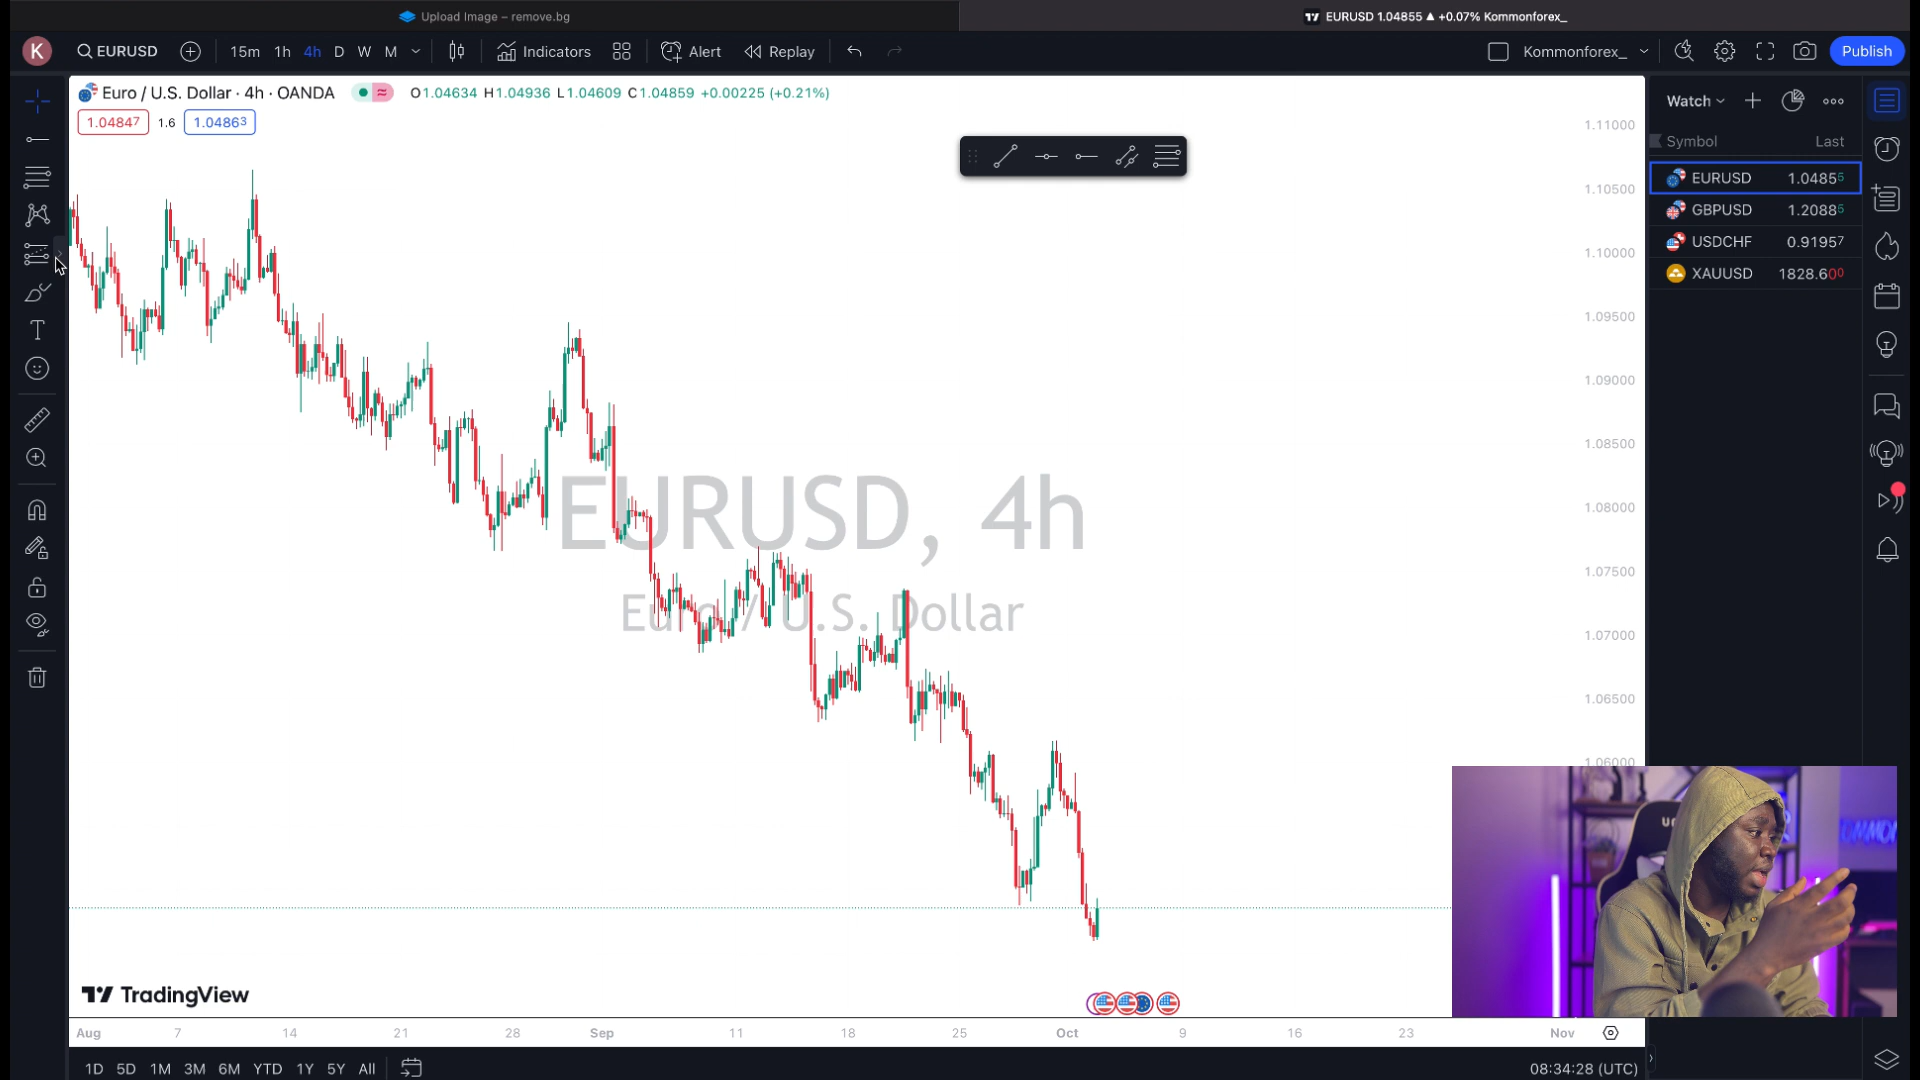 Upload Image – remove.bg
EURUSD 1.04855 ▲ +0.07% Kommonforex_
K
EURUSD
15m 1h 4h D W M
Indicators
Alert
Replay
Kommonforex_
Publish
Euro / U.S. Dollar · 4h · OANDA
O1.04634 H1.04936 L1.04609 C1.04859 +0.00225 (+0.21%)
1.04847 1.6 1.04863
Watch
Symbol Last
EURUSD 1.04855
GBPUSD 1.20885
USDCHF 0.91957
XAUUSD 1828.600
1.11000
1.10500
1.10000
1.09500
1.09000
1.08500
1.08000
1.07500
1.07000
1.06500
1.06000
EURUSD, 4h
Euro / U.S. Dollar
TradingView
Aug 7 14 21 28 Sep 11 18 25 Oct 9 16 23 Nov
1D 5D 1M 3M 6M YTD 1Y 5Y All
08:34:28 (UTC)